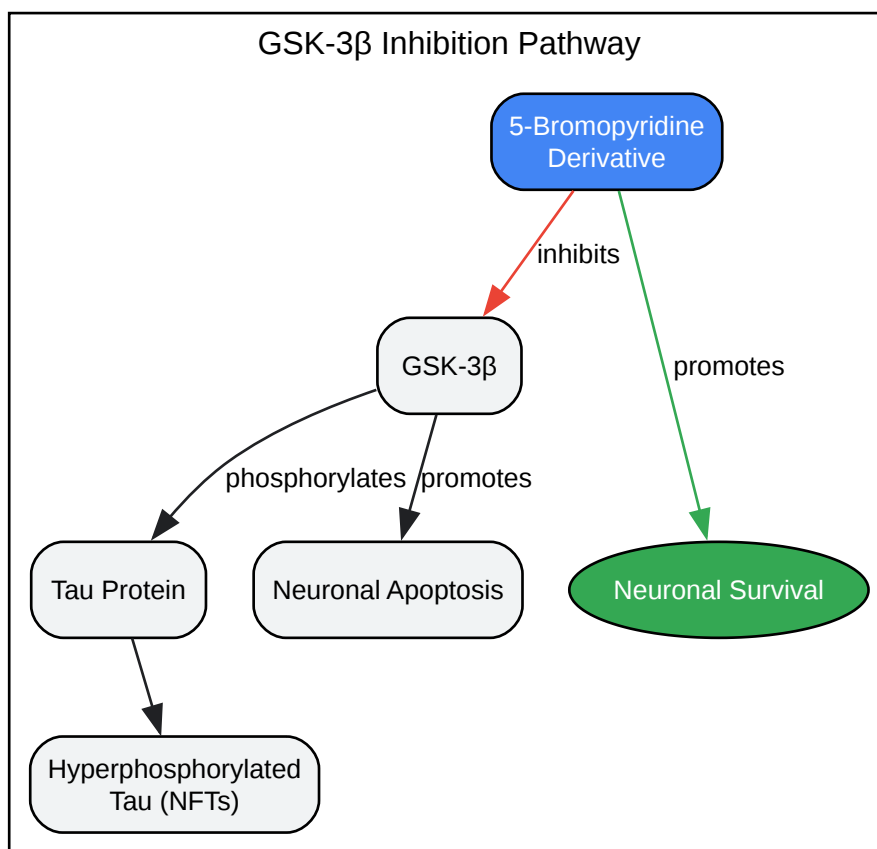 GSK-3β Inhibition Pathway
5-Bromopyridine
Derivative
inhibits
GSK-3β
promotes
phosphorylates
promotes
Tau Protein
Neuronal Apoptosis
Neuronal Survival
Hyperphosphorylated
Tau (NFTs)